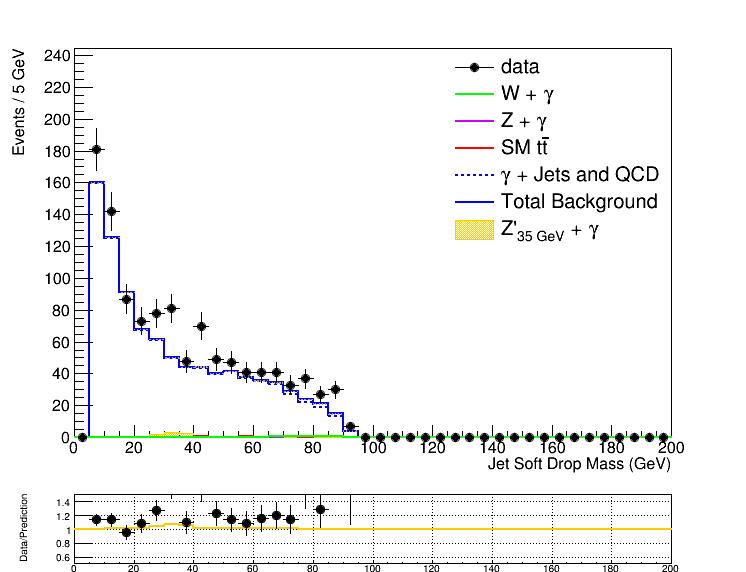 Events / 5 GeV
240
220
200
180
160
140
120
100
80
60
40
20
0
data
W + γ
Z + γ
SM tt̄
γ + Jets and QCD
Total Background
Z'35 GeV + γ
0 20 40 60 80 100 120 140 160 180 200
Jet Soft Drop Mass (GeV)
Data/Prediction
1.4
1.2
1
0.8
0.6
0 20 40 60 80 100 120 140 160 180 200